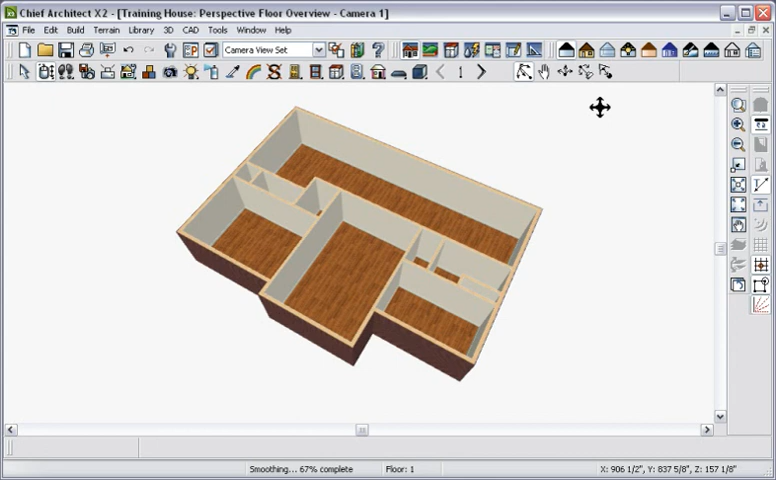 Chief Architect X2 - [Training House: Perspective Floor Overview - Camera 1]
File Edit Build Terrain Library 3D CAD Tools Window Help
Camera View Set
1
Smoothing... 67% complete Floor: 1 X: 906 1/2", Y: 837 5/8", Z: 157 1/8"